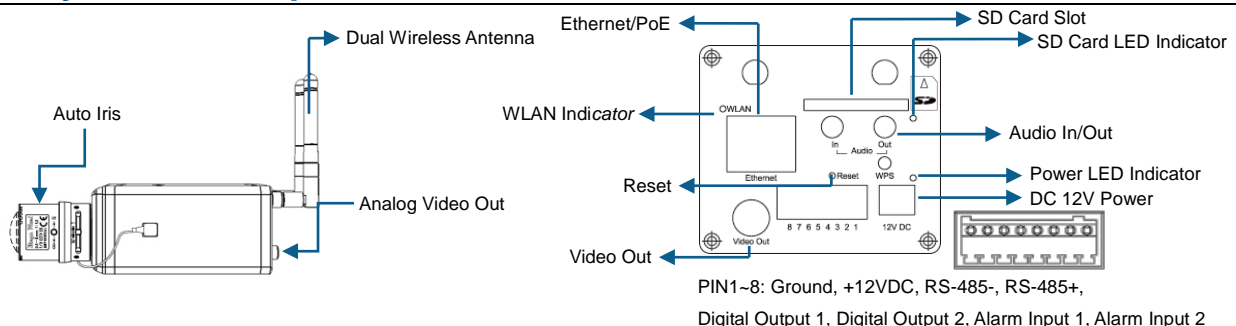 SD Card Slot
Ethernet/PoE
Dual Wireless Antenna
SD Card LED Indicator
Auto Iris
WLAN Indicator
WLAN
Audio In/Out
In
Out
Audio
Ethernet
Reset
WPS
Power LED Indicator
Reset
DC 12V Power
Analog Video Out
8 7 6 5 4 3 2 1
12V DC
Video Out
Video Out
PIN1~8: Ground, +12VDC, RS-485-, RS-485+,
Digital Output 1, Digital Output 2, Alarm Input 1, Alarm Input 2